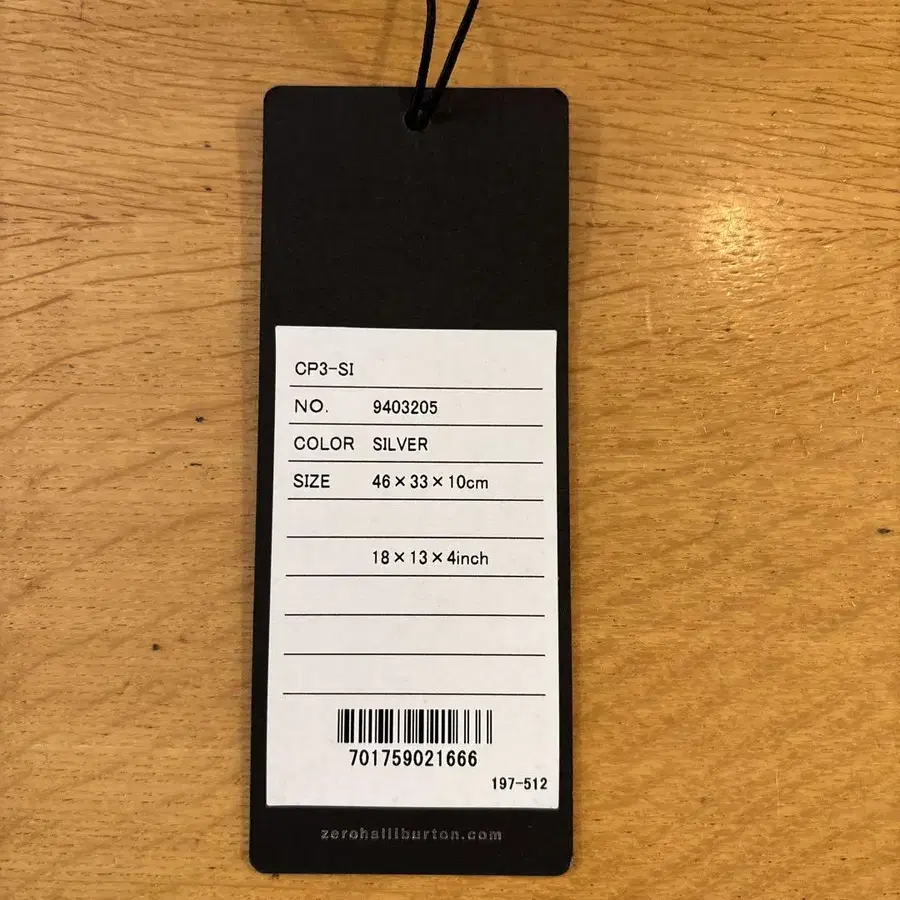 CP3-SI
NO. 9403205
COLOR SILVER
SIZE 46×33×10cm
18×13×4inch
701759021666
197-512
zerohalliburton.com